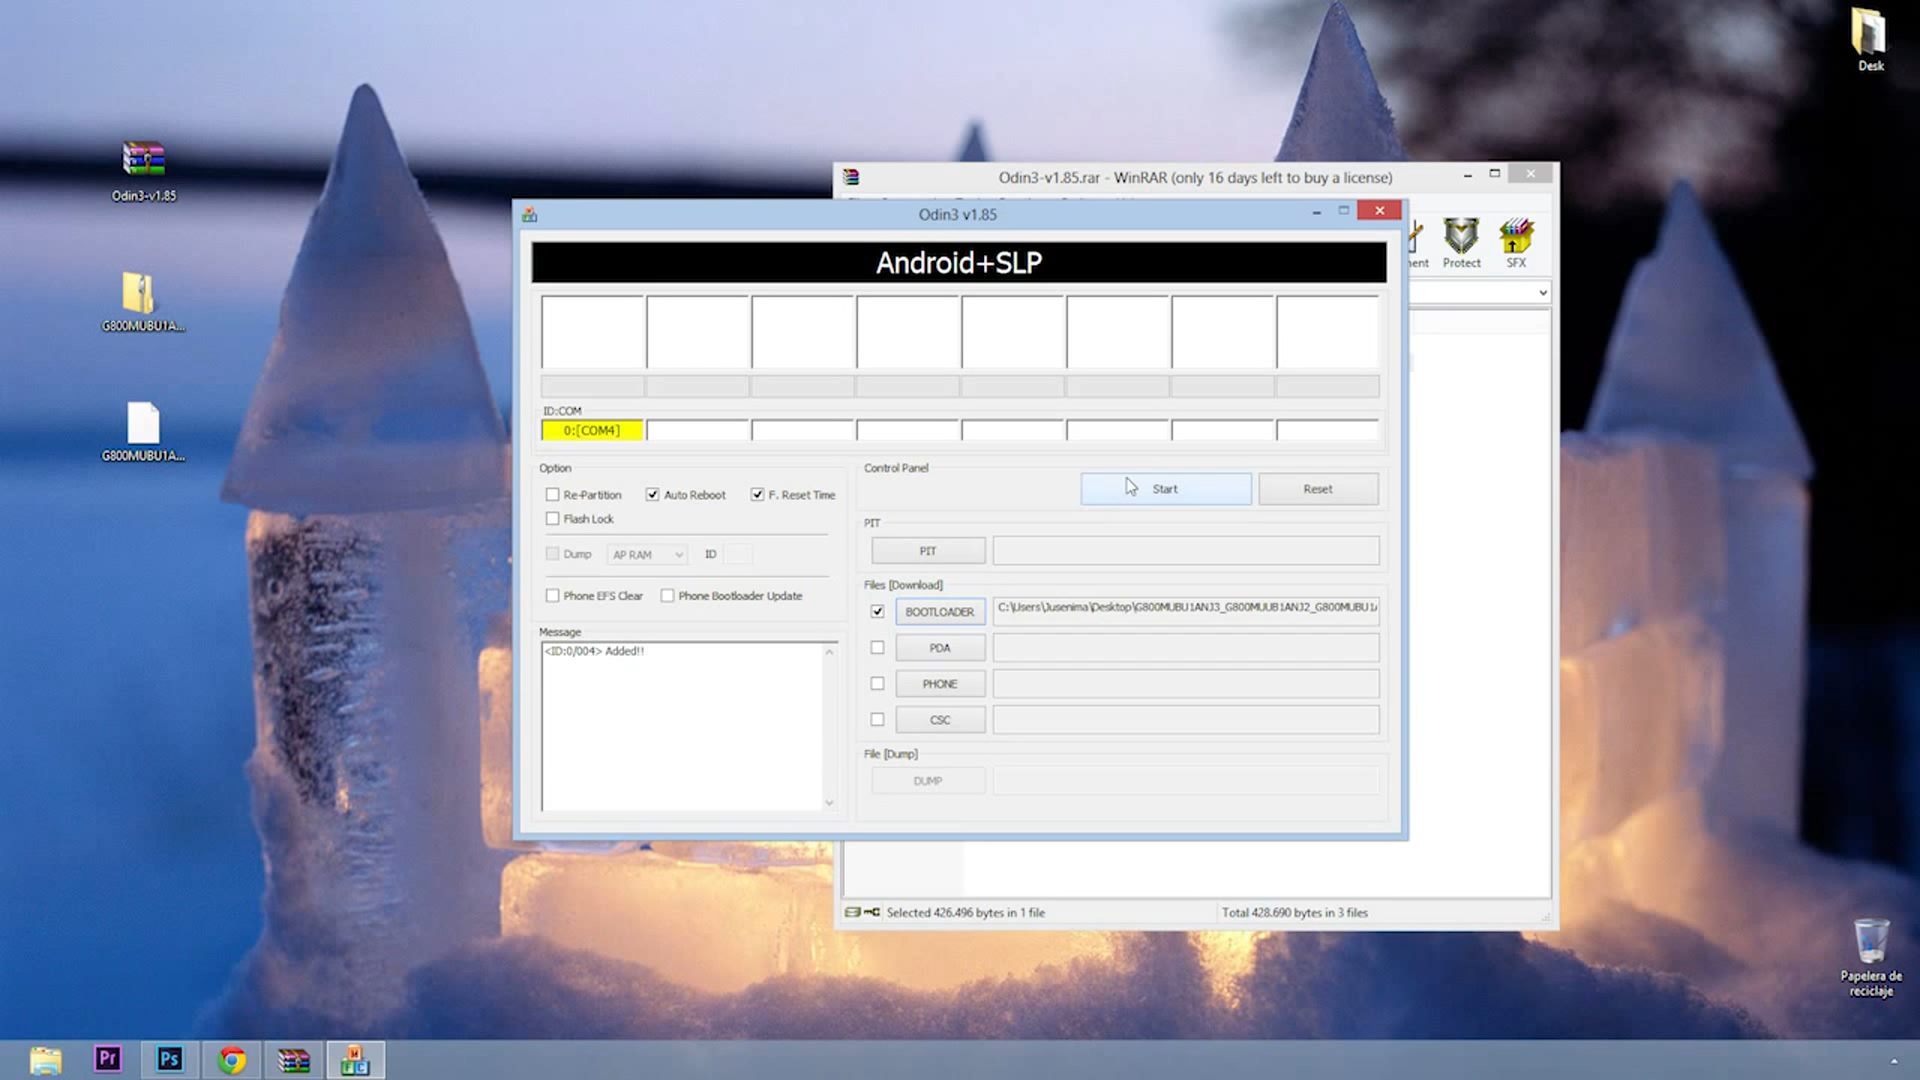 Desk
Odin3-v1.85
G800MUBU1A...
G800MUBU1A...
Odin3-v1.85.rar - WinRAR (only 16 days left to buy a license)
Protect
SFX
Odin3 v1.85
Android+SLP
ID:COM
0:[COM4]
Option
Re-Partition
Auto Reboot
F. Reset Time
Flash Lock
Dump
AP RAM
ID
Phone EFS Clear
Phone Bootloader Update
Message
<ID:0/004> Added!!
Control Panel
Start
Reset
PIT
PIT
Files [Download]
BOOTLOADER
C:\Users\Jusenima\Desktop\G800MUBU1ANJ3_G800MUUB1ANJ2_G800MUBU1A
PDA
PHONE
CSC
File [Dump]
DUMP
Selected 426.496 bytes in 1 file
Total 428.690 bytes in 3 files
Papelera de
reciclaje
Pr
Ps